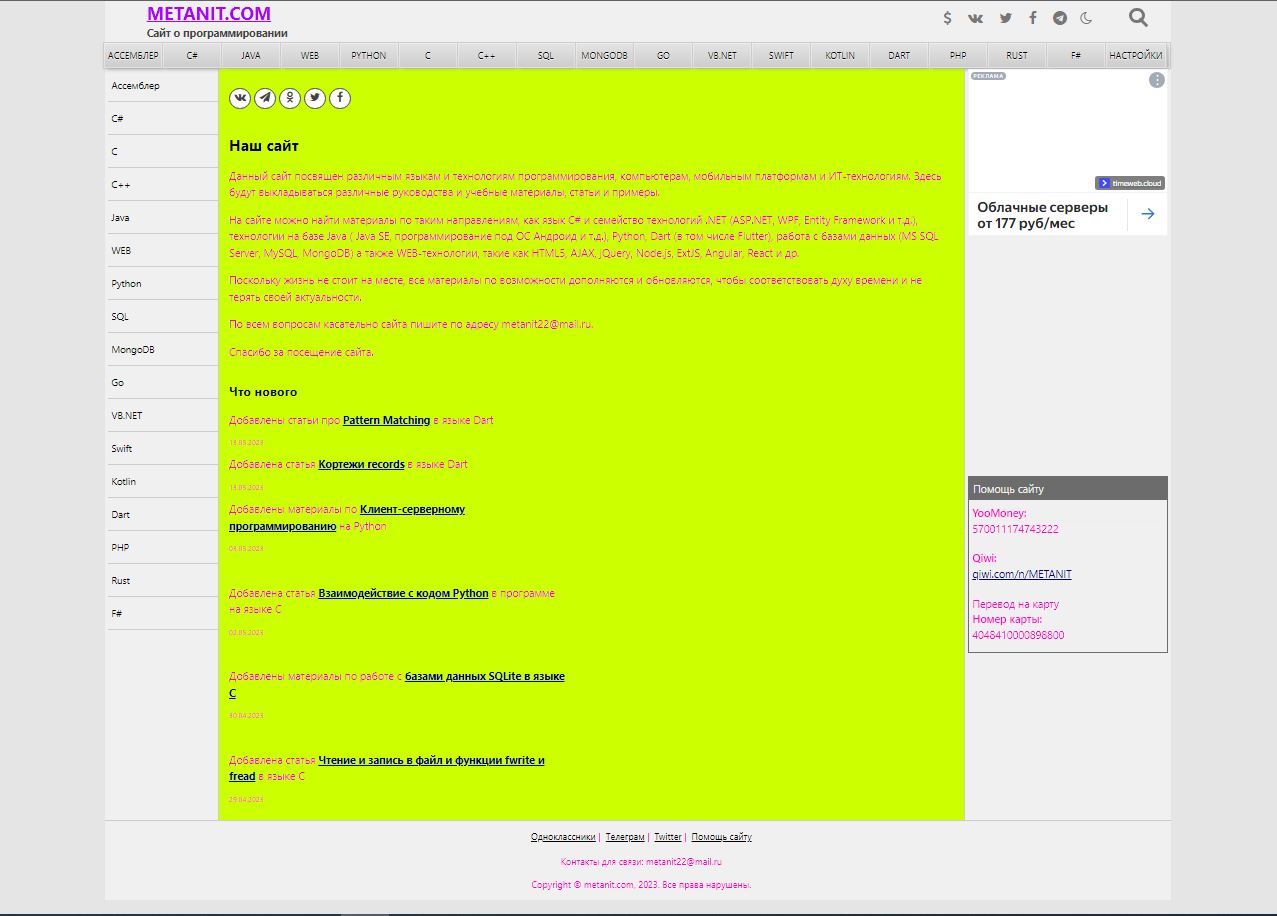 METANIT.COM
Сайт о программировании
АССЕМБЛЕР C# JAVA WEB PYTHON C C++ SQL MONGODB GO VB.NET SWIFT KOTLIN DART PHP RUST F# НАСТРОЙКИ
Ассемблер
C#
C
C++
Java
WEB
Python
SQL
MongoDB
Go
VB.NET
Swift
Kotlin
Dart
PHP
Rust
F#
Наш сайт
Данный сайт посвящен различным языкам и технологиям программирования, компьютерам, мобильным платформам и ИТ-технологиям. Здесь
будут выкладываться различные руководства и учебные материалы, статьи и примеры.
На сайте можно найти материалы по таким направлениям, как язык C# и семейство технологий .NET (ASP.NET, WPF, Entity Framework и т.д.),
технологии на базе Java ( Java SE, программирование под ОС Андроид и т.д.), Python, Dart (в том числе Flutter), работа с базами данных (MS SQL
Server, MySQL, MongoDB) а также WEB-технологии, такие как HTML5, AJAX, jQuery, Node.js, ExtJS, Angular, React и др.
Поскольку жизнь не стоит на месте, все материалы по возможности дополняются и обновляются, чтобы соответствовать духу времени и не
терять своей актуальности.
По всем вопросам касательно сайта пишите по адресу metanit22@mail.ru.
Спасибо за посещение сайта.
Что нового
Добавлены статьи про Pattern Matching в языке Dart
13.05.2023
Добавлена статья Кортежи records в языке Dart
13.05.2023
Добавлены материалы по Клиент-серверному
программированию на Python
03.05.2023
Добавлена статья Взаимодействие с кодом Python в программе
на языке С
02.05.2023
Добавлены материалы по работе с базами данных SQLite в языке
С
30.04.2023
Добавлена статья Чтение и запись в файл и функции fwrite и
fread в языке С
29.04.2023
РЕКЛАМА
timeweb.cloud
Облачные серверы
от 177 руб/мес
Помощь сайту
YooMoney:
570011174743222
Qiwi:
qiwi.com/n/METANIT
Перевод на карту
Номер карты:
4048410000898800
Одноклассники | Телеграм | Twitter | Помощь сайту
Контакты для связи: metanit22@mail.ru
Copyright © metanit.com, 2023. Все права нарушены.